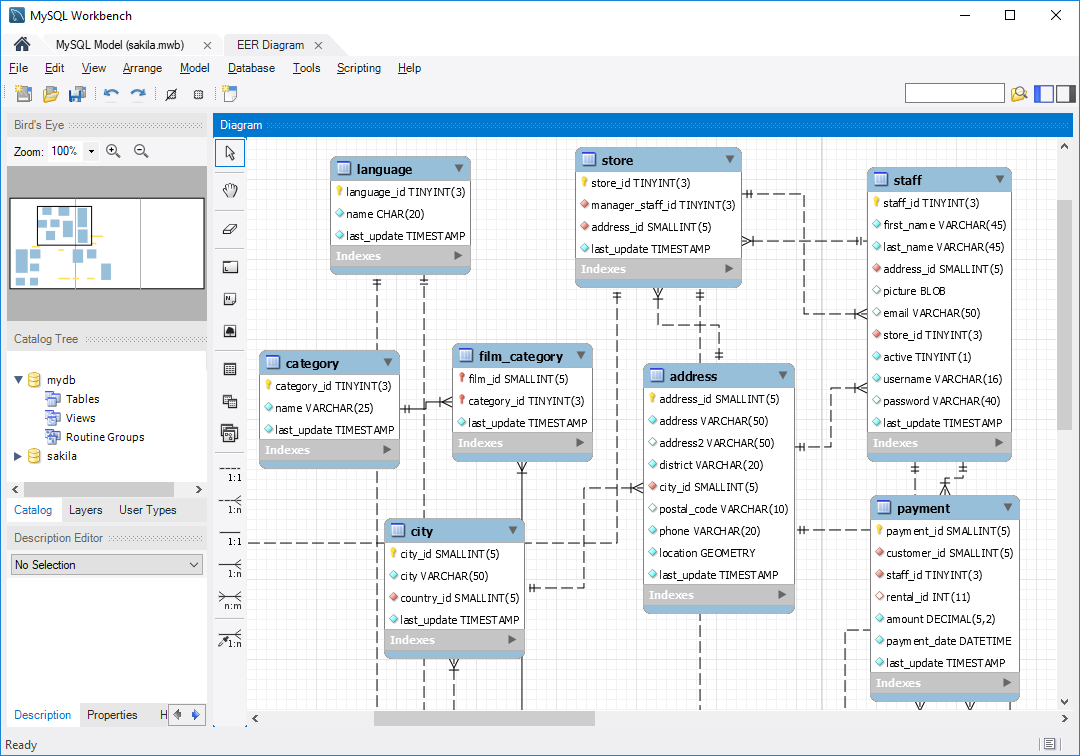 MySQL Workbench
MySQL Model (sakila.mwb)
EER Diagram
File Edit View Arrange Model Database Tools Scripting Help
Bird's Eye
Zoom: 100%
Catalog Tree
mydb
Tables
Views
Routine Groups
sakila
Catalog Layers User Types
Description Editor
No Selection
Description Properties H
Ready
Diagram
1:1
1:n
1:1
1:n
n:m
1:n
language
language_id TINYINT(3)
name CHAR(20)
last_update TIMESTAMP
Indexes
store
store_id TINYINT(3)
manager_staff_id TINYINT(3)
address_id SMALLINT(5)
last_update TIMESTAMP
Indexes
staff
staff_id TINYINT(3)
first_name VARCHAR(45)
last_name VARCHAR(45)
address_id SMALLINT(5)
picture BLOB
email VARCHAR(50)
store_id TINYINT(3)
active TINYINT(1)
username VARCHAR(16)
password VARCHAR(40)
last_update TIMESTAMP
Indexes
category
category_id TINYINT(3)
name VARCHAR(25)
last_update TIMESTAMP
Indexes
film_category
film_id SMALLINT(5)
category_id TINYINT(3)
last_update TIMESTAMP
Indexes
address
address_id SMALLINT(5)
address VARCHAR(50)
address2 VARCHAR(50)
district VARCHAR(20)
city_id SMALLINT(5)
postal_code VARCHAR(10)
phone VARCHAR(20)
location GEOMETRY
last_update TIMESTAMP
Indexes
city
city_id SMALLINT(5)
city VARCHAR(50)
country_id SMALLINT(5)
last_update TIMESTAMP
Indexes
payment
payment_id SMALLINT(5)
customer_id SMALLINT(5)
staff_id TINYINT(3)
rental_id INT(11)
amount DECIMAL(5,2)
payment_date DATETIME
last_update TIMESTAMP
Indexes